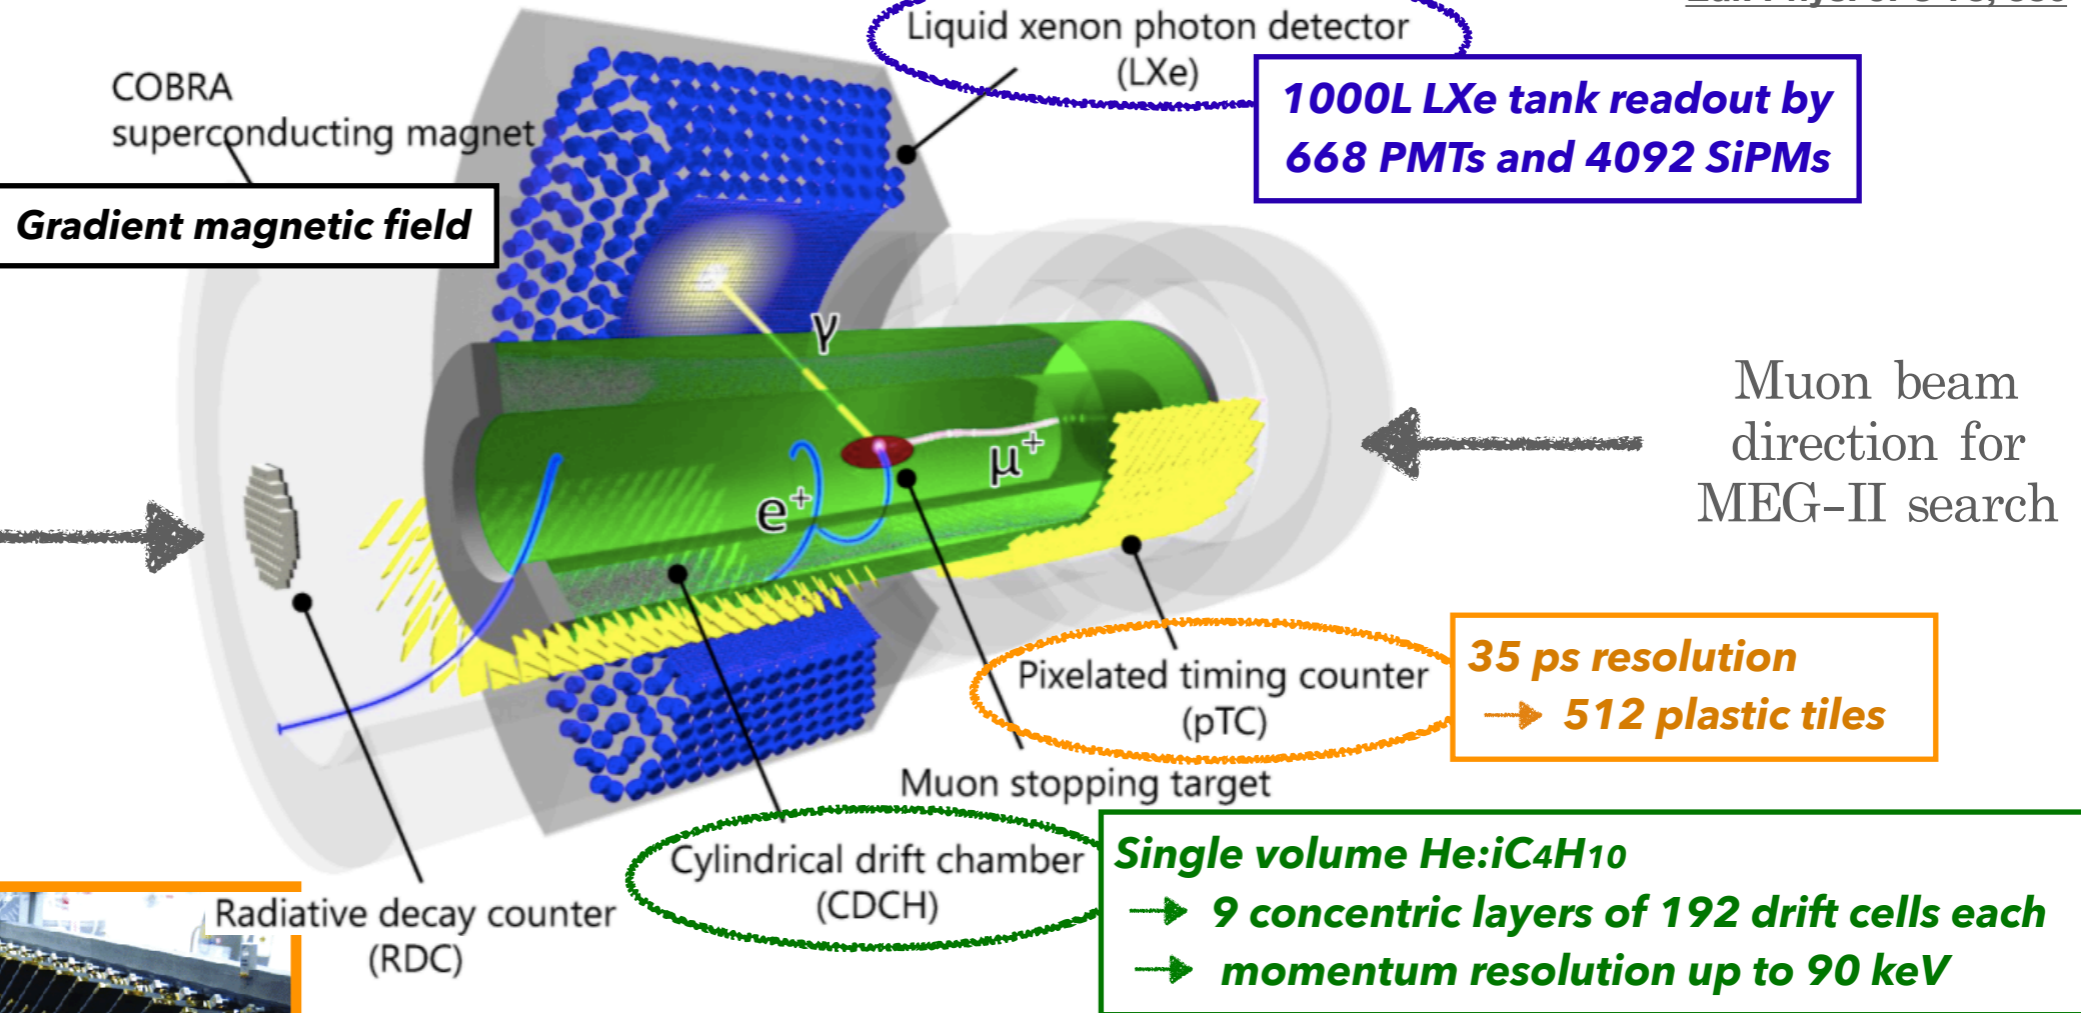 Liquid xenon photon detector
(LXe)
COBRA
superconducting magnet
1000L LXe tank readout by
668 PMTs and 4092 SiPMs
Gradient magnetic field
γ
μ+
e+
Muon beam
direction for
MEG-II search
Pixelated timing counter
(pTC)
35 ps resolution
→ 512 plastic tiles
Muon stopping target
Cylindrical drift chamber
(CDCH)
Single volume He:iC4H10
→ 9 concentric layers of 192 drift cells each
→ momentum resolution up to 90 keV
Radiative decay counter
(RDC)